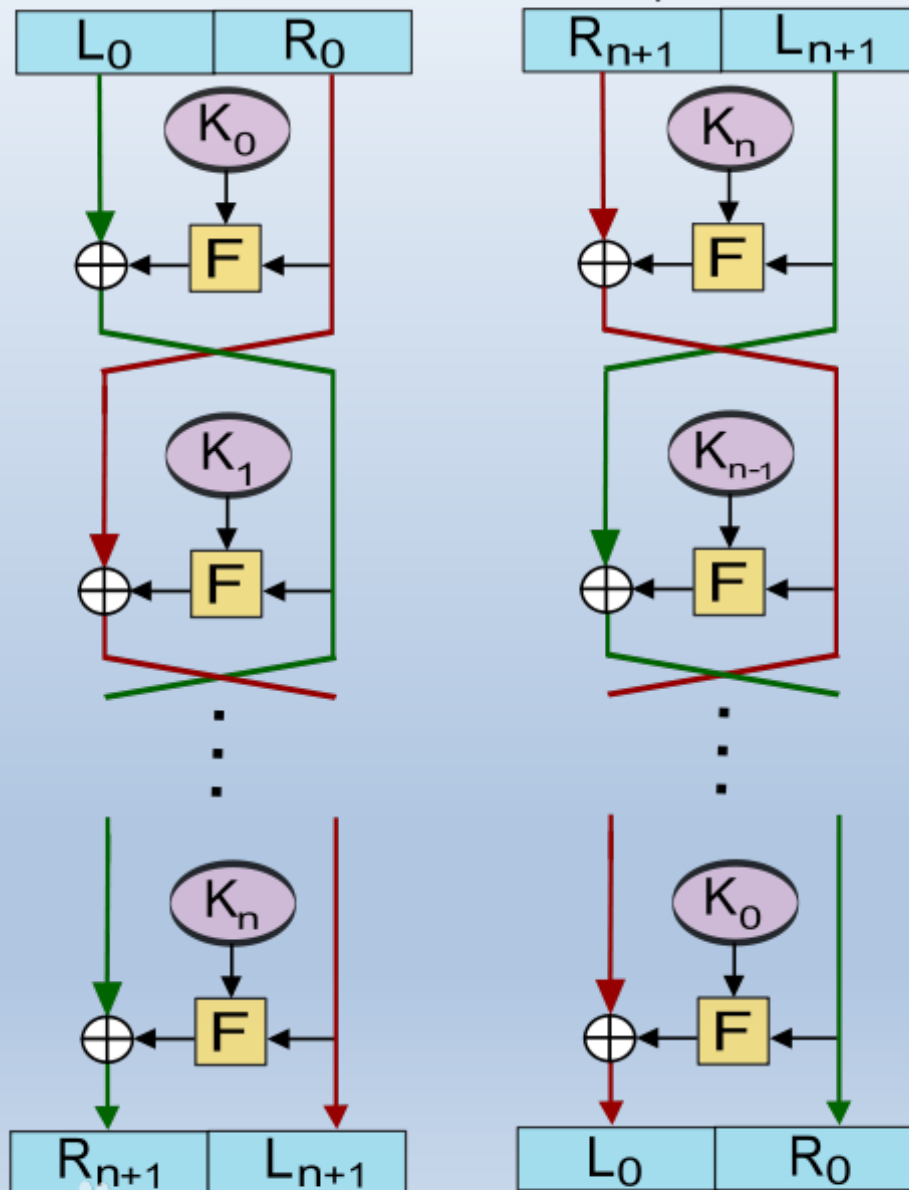 L₀ R₀
K₀
F
K₁
F
Kₙ
F
Rₙ₊₁ Lₙ₊₁
Rₙ₊₁ Lₙ₊₁
Kₙ
F
Kₙ₋₁
F
K₀
F
L₀ R₀